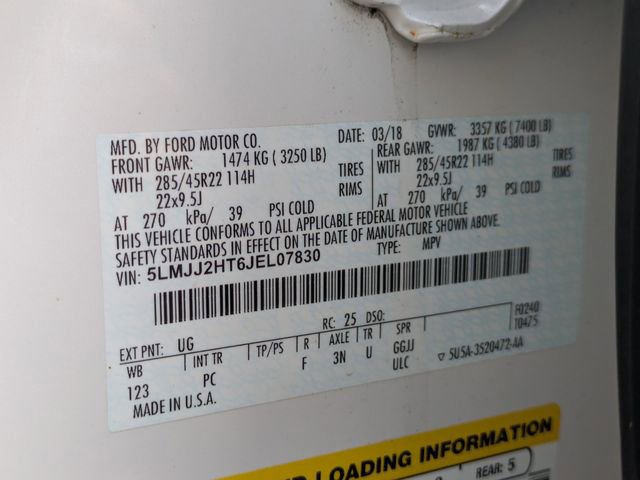 MFD. BY FORD MOTOR CO.
DATE: 03/18 GVWR: 3357 KG (7400 LB)
FRONT GAWR: 1474 KG (3250 LB) REAR GAWR: 1987 KG (4380 LB)
WITH 285/45R22 114H TIRES WITH 285/45R22 114H TIRES
22x9.5J RIMS 22x9.5J RIMS
AT 270 kPa/ 39 PSI COLD AT 270 kPa/ 39 PSI COLD
THIS VEHICLE CONFORMS TO ALL APPLICABLE FEDERAL MOTOR VEHICLE
SAFETY STANDARDS IN EFFECT ON THE DATE OF MANUFACTURE SHOWN ABOVE.
VIN: 5LMJJ2HT6JEL07830 TYPE: MPV
F0240
RC: 25 DSO: T0475
EXT PNT: UG
WB INT TR TP/PS R AXLE TR SPR
123 PC F 3N U GGJJ
ULC ▽ 5U5A-3520472-AA
MADE IN U.S.A.
LOADING INFORMATION
REAR: 5